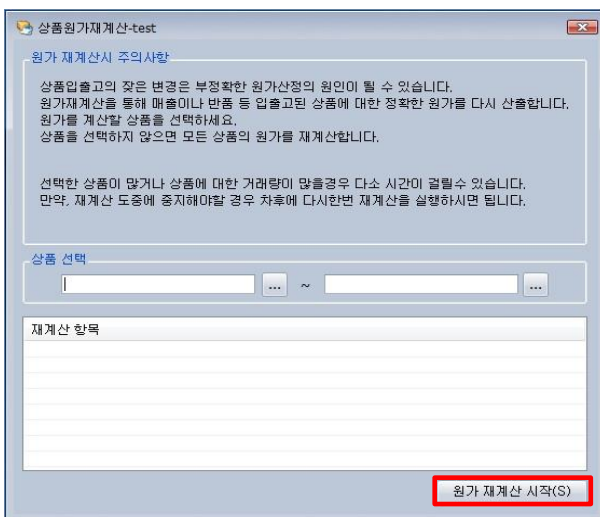 상품원가재계산-test
원가 재계산시 주의사항
상품입출고의 잦은 변경은 부정확한 원가산정의 원인이 될 수 있습니다.
원가재계산을 통해 매출이나 반품 등 입출고된 상품에 대한 정확한 원가를 다시 산출합니다.
원가를 계산할 상품을 선택하세요.
상품을 선택하지 않으면 모든 상품의 원가를 재계산합니다.
선택한 상품이 많거나 상품에 대한 거래량이 많을경우 다소 시간이 걸릴수 있습니다.
만약, 재계산 도중에 중지해야할 경우 차후에 다시한번 재계산을 실행하시면 됩니다.
상품 선택
... ~ ...
재계산 항목
원가 재계산 시작(S)